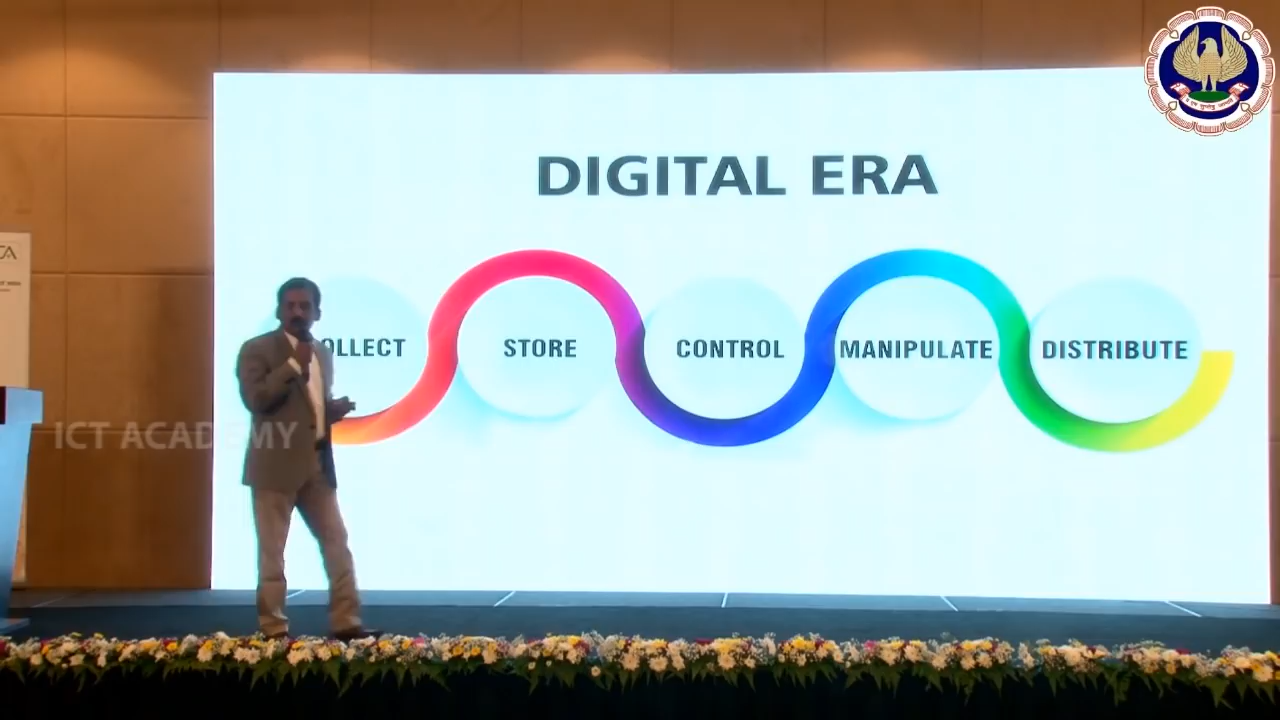 DIGITAL ERA
OLLECT
STORE
CONTROL
MANIPULATE
DISTRIBUTE
ICT ACADEMY